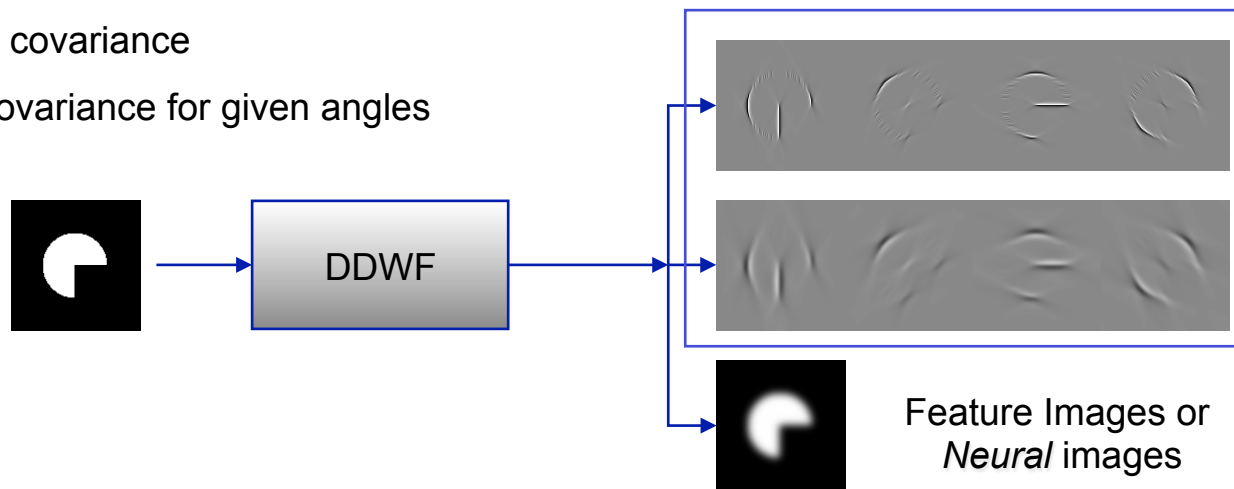 covariance
ovariance for given angles
DDWF
Feature Images or
Neural images